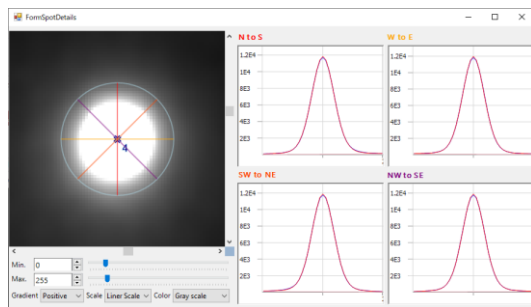 FormSpotDetails
N to S
1.2E4
1E4
8E3
6E3
4E3
2E3
W to E
1.2E4
1E4
8E3
6E3
4E3
2E3
4
SW to NE
1.2E4
1E4
8E3
6E3
4E3
2E3
NW to SE
1.2E4
1E4
8E3
6E3
4E3
2E3
Min. 0
Max. 255
Gradient Positive Scale Liner Scale Color Gray scale